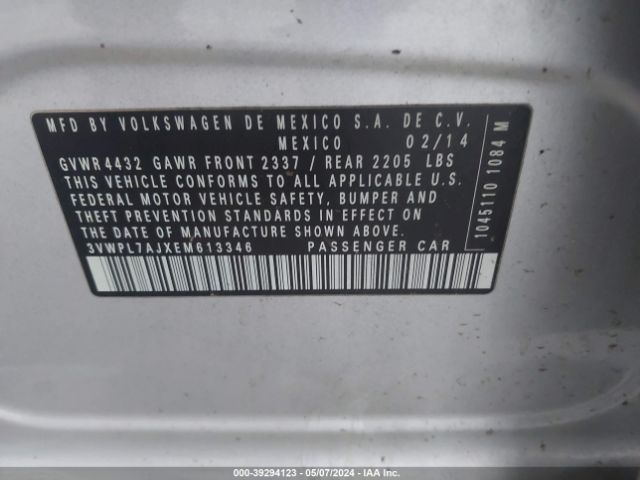 MFD BY VOLKSWAGEN DE MEXICO S.A. DE C.V.
MEXICO 02/14
GVWR4432 GAWR FRONT 2337 / REAR 2205 LBS
THIS VEHICLE CONFORMS TO ALL APPLICABLE U.S.
FEDERAL MOTOR VEHICLE SAFETY, BUMPER AND
THEFT PREVENTION STANDARDS IN EFFECT ON
THE DATE OF MANUFACTURE SHOWN ABOVE.
3VWPL7AJXEM613346 PASSENGER CAR
1045110 1084 M
000-39294123 - 05/07/2024 - IAA Inc.